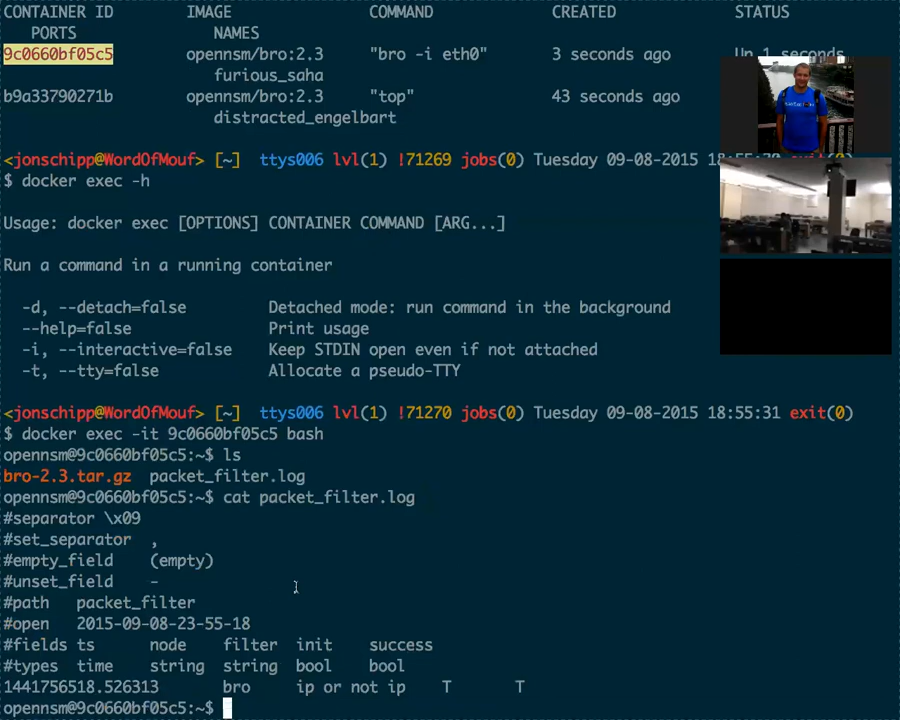 CONTAINER ID IMAGE COMMAND CREATED STATUS
PORTS NAMES
9c0660bf05c5 opennsm/bro:2.3 "bro -i eth0" 3 seconds ago Up 1 seconds
furious_saha
b9a33790271b opennsm/bro:2.3 "top" 43 seconds ago
distracted_engelbart
<jonschipp@WordOfMouf> [~] ttys006 lvl(1) !71269 jobs(0) Tuesday 09-08-2015
$ docker exec -h
Usage: docker exec [OPTIONS] CONTAINER COMMAND [ARG...]
Run a command in a running container
-d, --detach=false Detached mode: run command in the background
--help=false Print usage
-i, --interactive=false Keep STDIN open even if not attached
-t, --tty=false Allocate a pseudo-TTY
<jonschipp@WordOfMouf> [~] ttys006 lvl(1) !71270 jobs(0) Tuesday 09-08-2015 18:55:31 exit(0)
$ docker exec -it 9c0660bf05c5 bash
opennsm@9c0660bf05c5:~$ ls
bro-2.3.tar.gz packet_filter.log
opennsm@9c0660bf05c5:~$ cat packet_filter.log
#separator \x09
#set_separator ,
#empty_field (empty)
#unset_field -
#path packet_filter
#open 2015-09-08-23-55-18
#fields ts node filter init success
#types time string string bool bool
1441756518.526313 bro ip or not ip T T
opennsm@9c0660bf05c5:~$